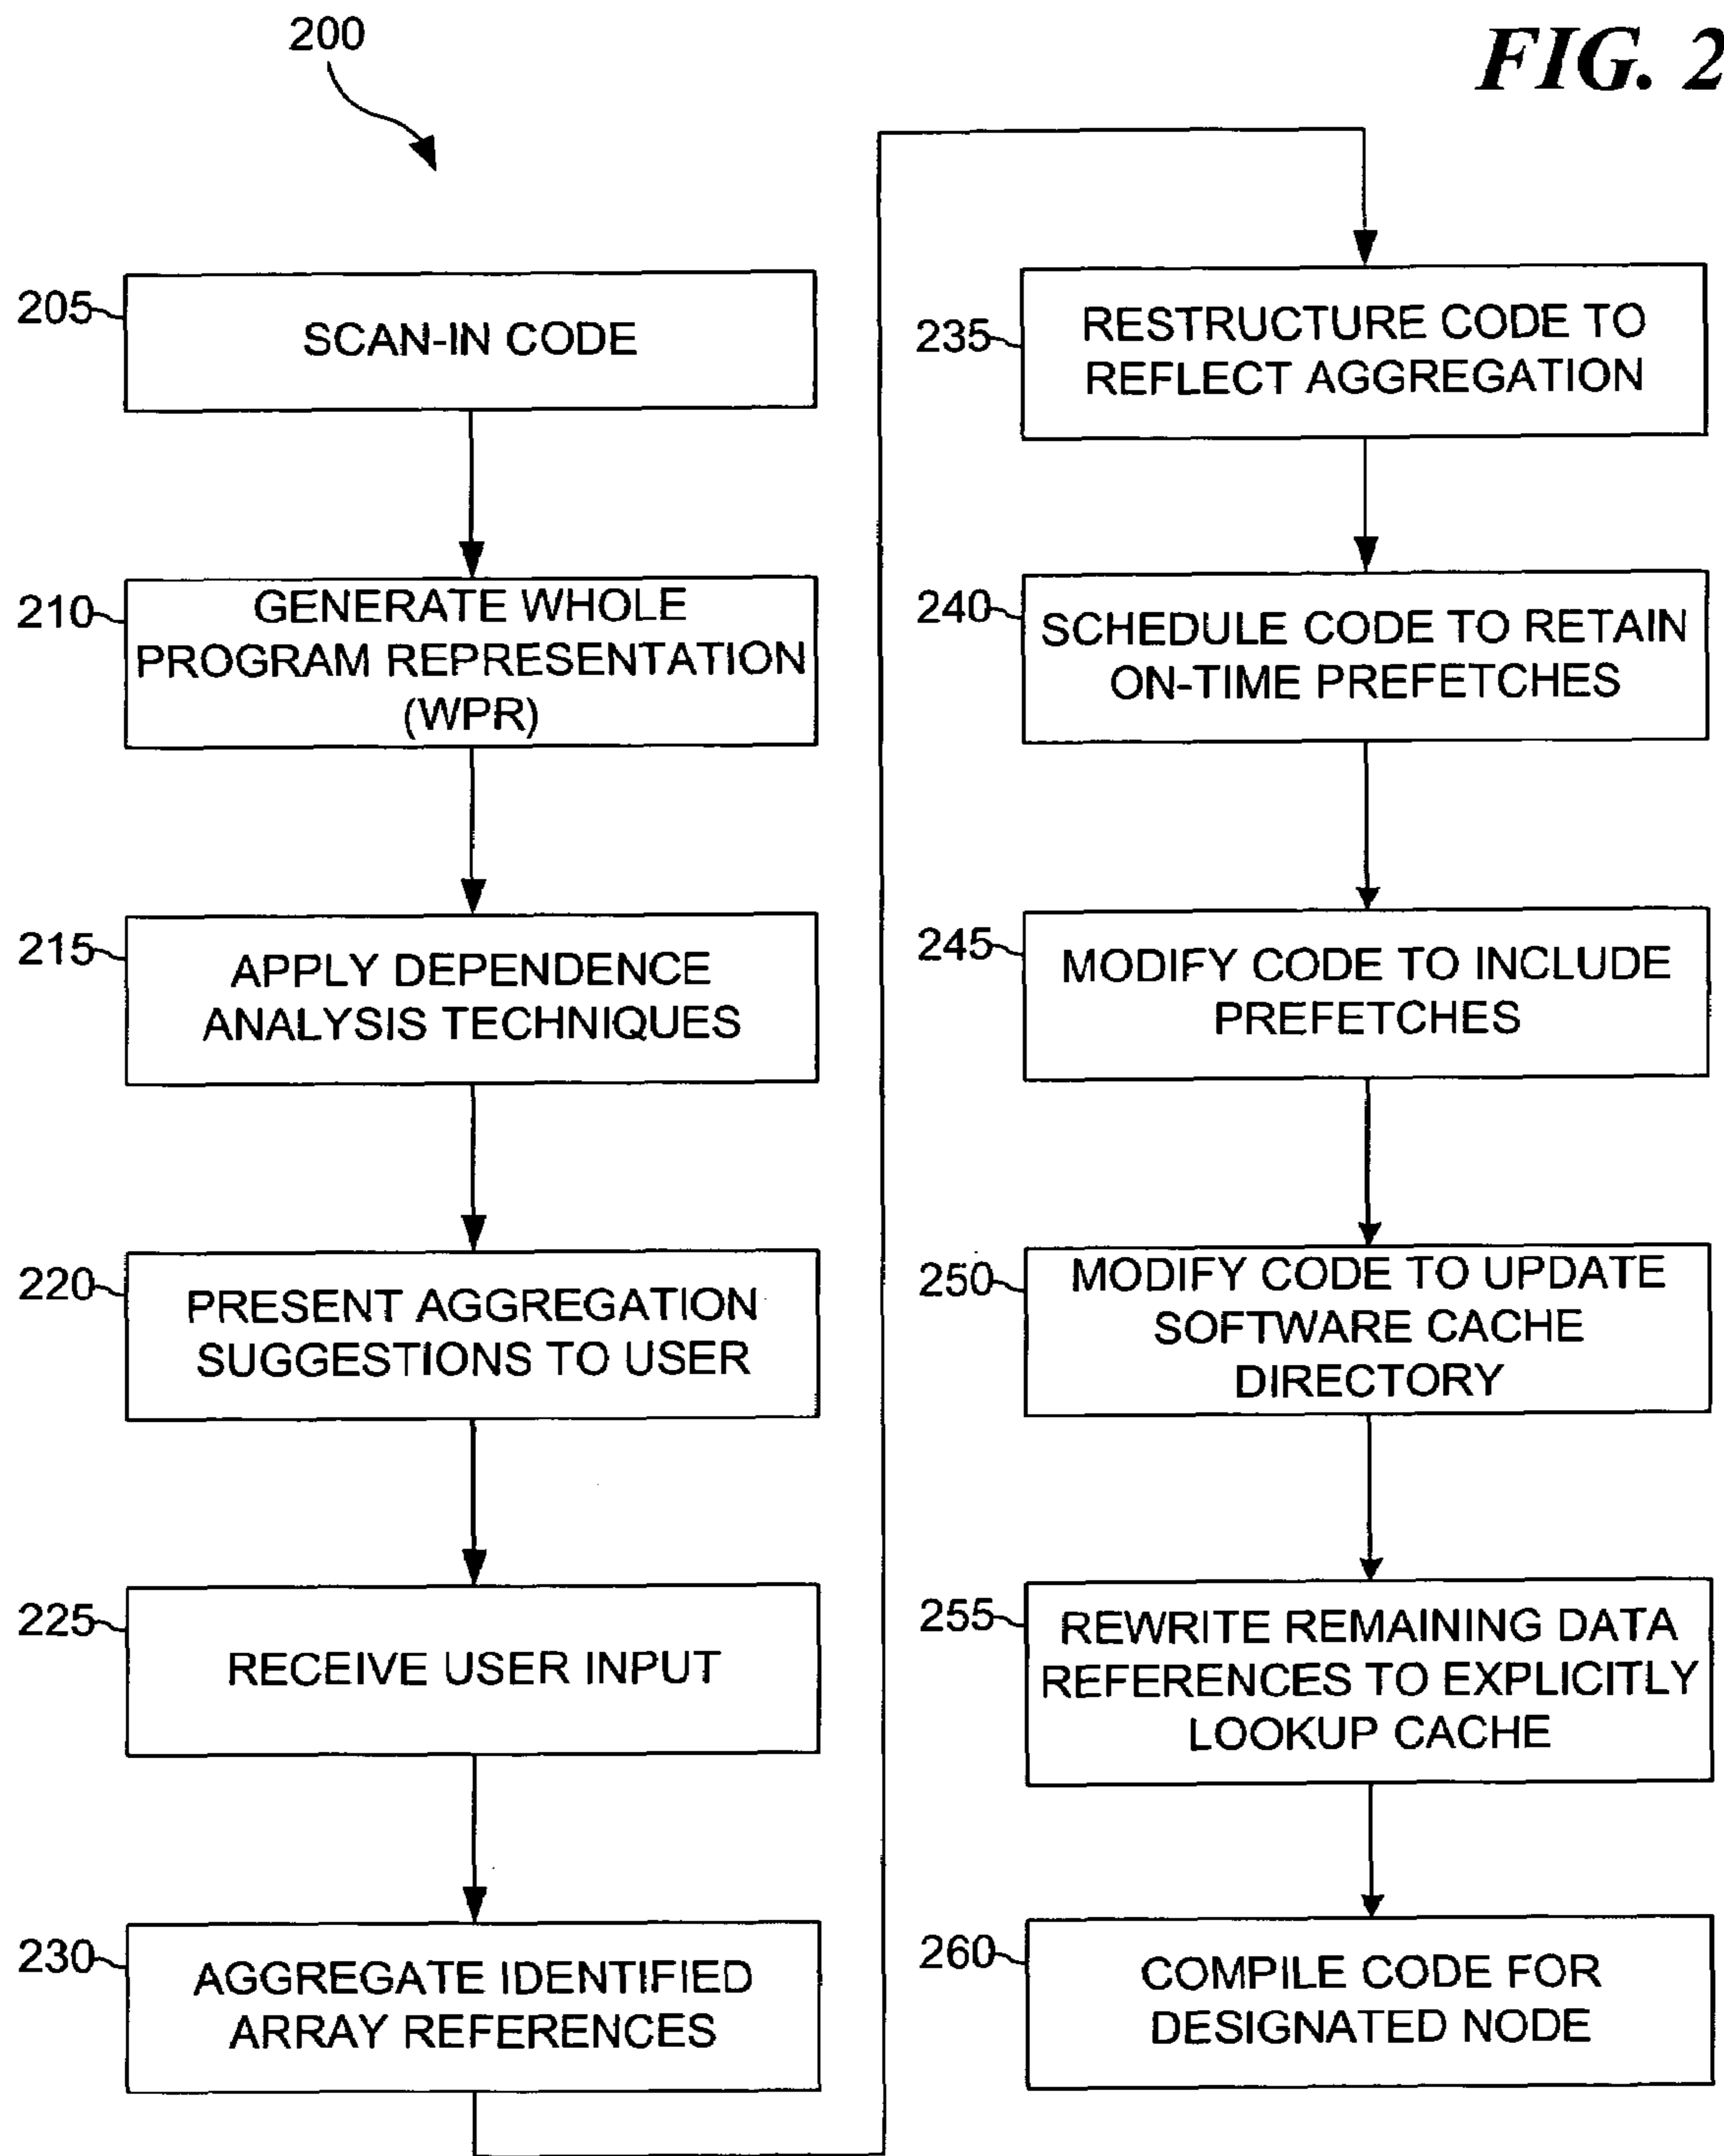 200
FIG. 2
205
SCAN-IN CODE
210
GENERATE WHOLE
PROGRAM REPRESENTATION
(WPR)
215
APPLY DEPENDENCE
ANALYSIS TECHNIQUES
220
PRESENT AGGREGATION
SUGGESTIONS TO USER
225
RECEIVE USER INPUT
230
AGGREGATE IDENTIFIED
ARRAY REFERENCES
235
RESTRUCTURE CODE TO
REFLECT AGGREGATION
240
SCHEDULE CODE TO RETAIN
ON-TIME PREFETCHES
245
MODIFY CODE TO INCLUDE
PREFETCHES
250
MODIFY CODE TO UPDATE
SOFTWARE CACHE
DIRECTORY
255
REWRITE REMAINING DATA
REFERENCES TO EXPLICITLY
LOOKUP CACHE
260
COMPILE CODE FOR
DESIGNATED NODE